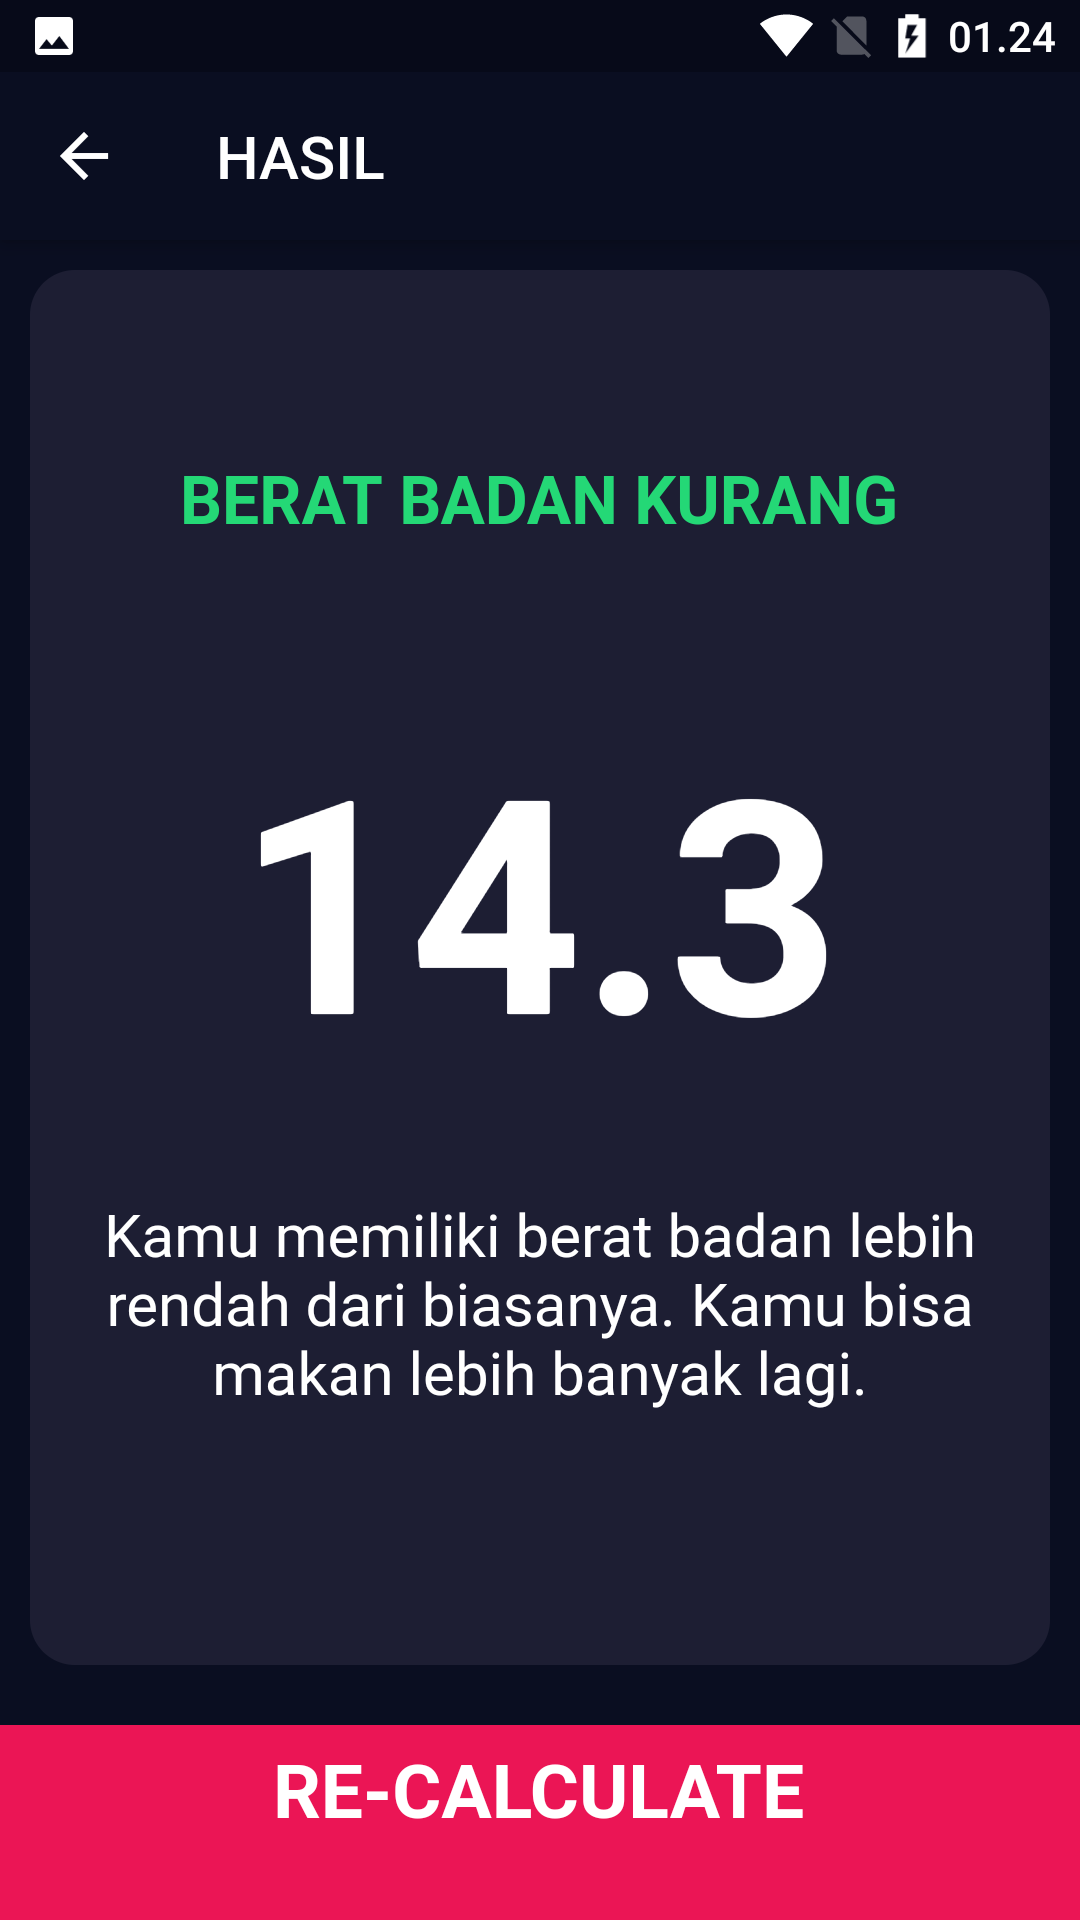 01.24
HASIL
BERAT BADAN KURANG
14.3
Kamu memiliki berat badan lebih
rendah dari biasanya. Kamu bisa
makan lebih banyak lagi.
RE-CALCULATE